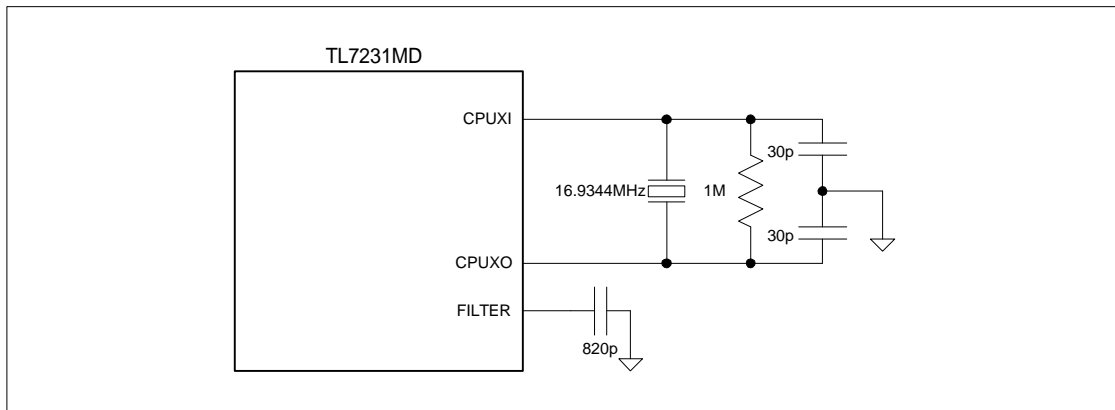 TL7231MD
CPUXI
30p
16.9344MHz
1M
30p
CPUXO
FILTER
820p